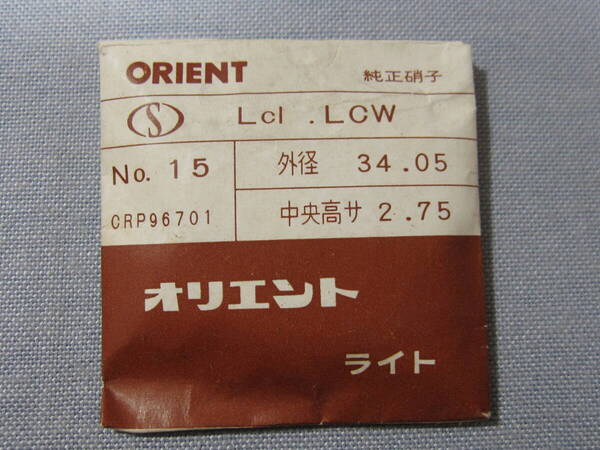 ORIENT 純正硝子
S Lcl .LCW
No. 15 外径 34.05
CRP96701 中央高サ 2.75
オリエント
ライト